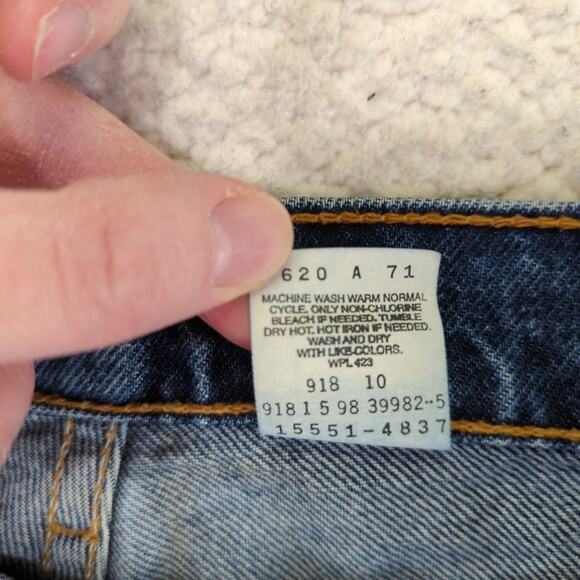 620 A 71
MACHINE WASH WARM NORMAL
CYCLE. ONLY NON-CHLORINE
BLEACH IF NEEDED. TUMBLE
DRY HOT. HOT IRON IF NEEDED.
WASH AND DRY
WITH LIKE COLORS.
WPL 423
918 10
918 1 5 98 39982-5
15551-4837